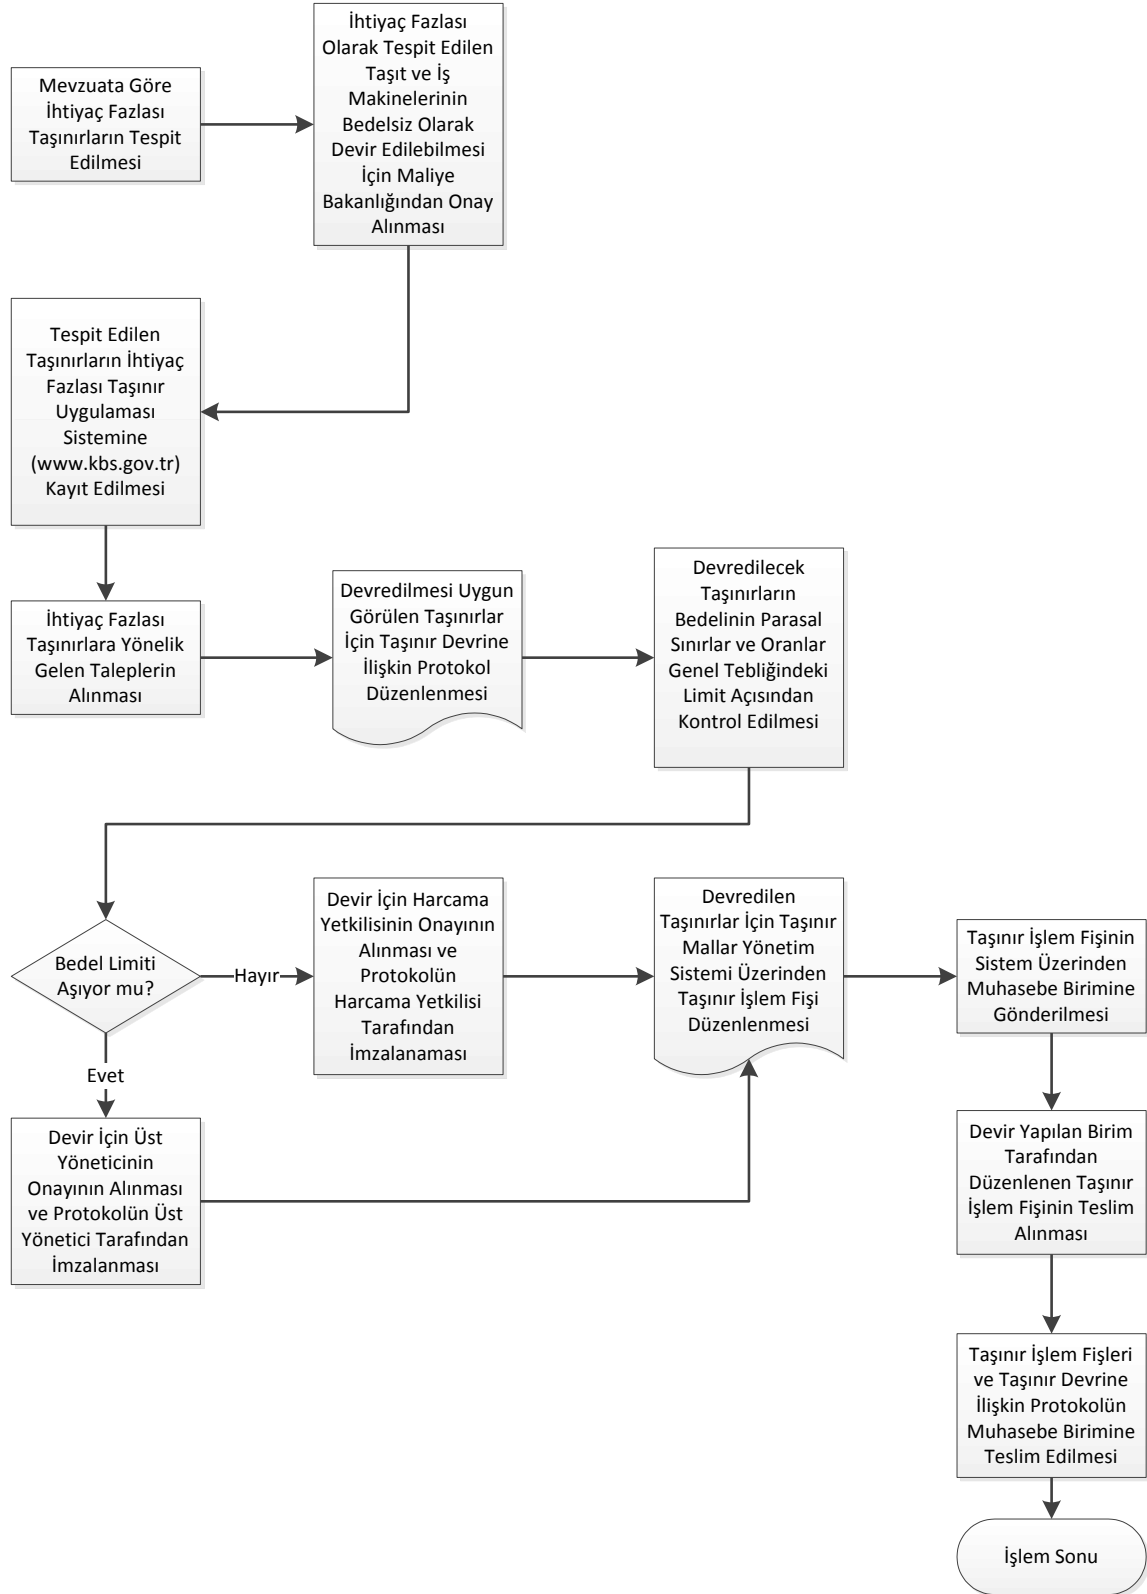 Mevzuata Göre
İhtiyaç Fazlası
Taşınırların Tespit
Edilmesi
İhtiyaç Fazlası
Olarak Tespit Edilen
Taşıt ve İş
Makinelerinin
Bedelsiz Olarak
Devir Edilebilmesi
İçin Maliye
Bakanlığından Onay
Alınması
Tespit Edilen
Taşınırların İhtiyaç
Fazlası Taşınır
Uygulaması
Sistemine
(www.kbs.gov.tr)
Kayıt Edilmesi
İhtiyaç Fazlası
Taşınırlara Yönelik
Gelen Taleplerin
Alınması
Devredilmesi Uygun
Görülen Taşınırlar
İçin Taşınır Devrine
İlişkin Protokol
Düzenlenmesi
Devredilecek
Taşınırların
Bedelinin Parasal
Sınırlar ve Oranlar
Genel Tebliğindeki
Limit Açısından
Kontrol Edilmesi
Bedel Limiti
Aşıyor mu?
Hayır
Devir İçin Harcama
Yetkilisinin Onayının
Alınması ve
Protokolün
Harcama Yetkilisi
Tarafından
İmzalanaması
Devredilen
Taşınırlar İçin Taşınır
Mallar Yönetim
Sistemi Üzerinden
Taşınır İşlem Fişi
Düzenlenmesi
Taşınır İşlem Fişinin
Sistem Üzerinden
Muhasebe Birimine
Gönderilmesi
Evet
Devir İçin Üst
Yöneticinin
Onayının Alınması
ve Protokolün Üst
Yönetici Tarafından
İmzalanması
Devir Yapılan Birim
Tarafından
Düzenlenen Taşınır
İşlem Fişinin Teslim
Alınması
Taşınır İşlem Fişleri
ve Taşınır Devrine
İlişkin Protokolün
Muhasebe Birimine
Teslim Edilmesi
İşlem Sonu